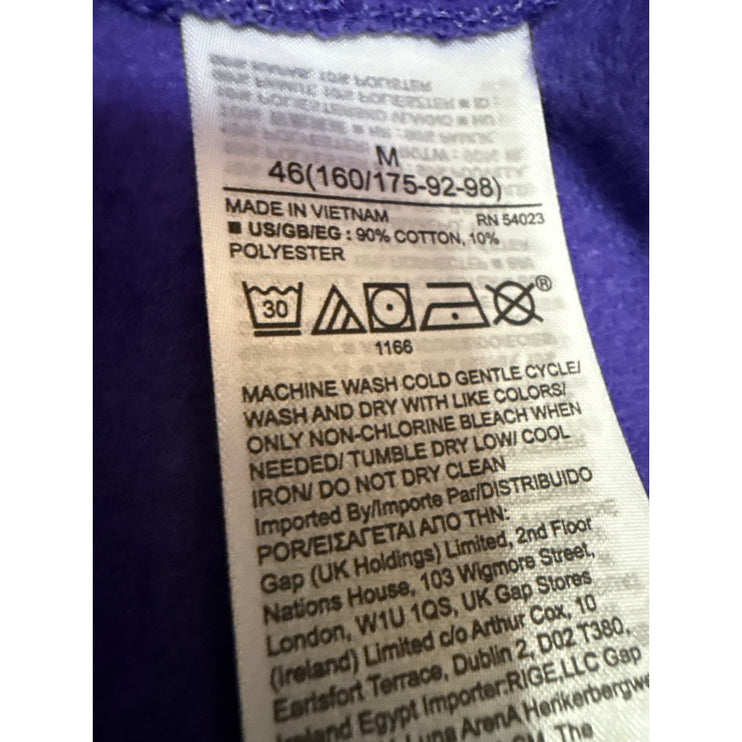 M
46(160/175-92-98)
MADE IN VIETNAM RN 54023
■ US/GB/EG : 90% COTTON, 10%
POLYESTER
30
®
1166
MACHINE WASH COLD GENTLE CYCLE/
WASH AND DRY WITH LIKE COLORS/
ONLY NON-CHLORINE BLEACH WHEN
NEEDED/ TUMBLE DRY LOW/ COOL
IRON/ DO NOT DRY CLEAN
Imported By/Importe Par/DISTRIBUIDO
POR/ΕΙΣΑΓΕΤΑΙ ΑΠΟ ΤΗΝ:
Gap (UK Holdings) Limited, 2nd Floor
Nations House, 103 Wigmore Street,
London, W1U 1QS, UK Gap Stores
(Ireland) Limited c/o Arthur Cox, 10
Earlsfort Terrace, Dublin 2, D02 T380,
Ireland Egypt Importer:RIGE,LLC Gap
Luna ArenA
The